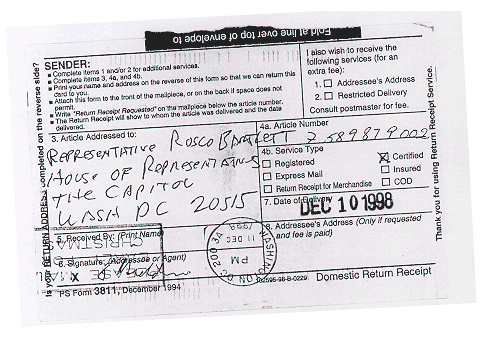 Fold at line over top of envelope to
Is your RETURN ADDRESS completed on the reverse side?
SENDER:
■ Complete items 1 and/or 2 for additional services.
■ Complete items 3, 4a, and 4b.
■ Print your name and address on the reverse of this form so that we can return this
card to you.
■ Attach this form to the front of the mailpiece, or on the back if space does not
permit.
■ Write "Return Receipt Requested" on the mailpiece below the article number.
■ The Return Receipt will show to whom the article was delivered and the date
delivered.
I also wish to receive the
following services (for an
extra fee):
1. ☐ Addressee's Address
2. ☐ Restricted Delivery
Consult postmaster for fee.
3. Article Addressed to:
REPRESENTATIVE ROSCO BARTLETT
HOUSE OF REPRESENTATIVES
THE CAPITOL
WASH DC 20515
4a. Article Number
Z 589 879 002
4b. Service Type
☐ Registered
☒ Certified
☐ Express Mail
☐ Insured
☐ Return Receipt for Merchandise
☐ COD
7. Date of Delivery
DEC 10 1998
5. Received By: (Print Name)
8. Addressee's Address (Only if requested
and fee is paid)
6. Signature: (Addressee or Agent)
X
WASHINGTON DC 200
11 DEC
1998
PM
PS Form 3811, December 1994
102595-98-B-0229
Domestic Return Receipt
Thank you for using Return Receipt Service.